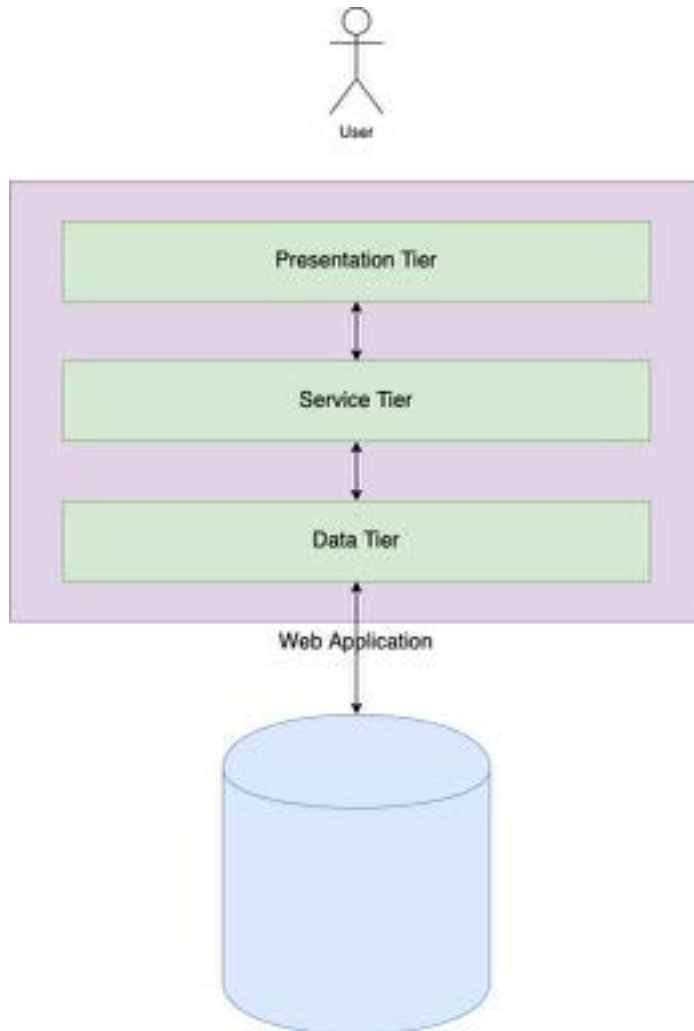 User
Presentation Tier
Service Tier
Data Tier
Web Application